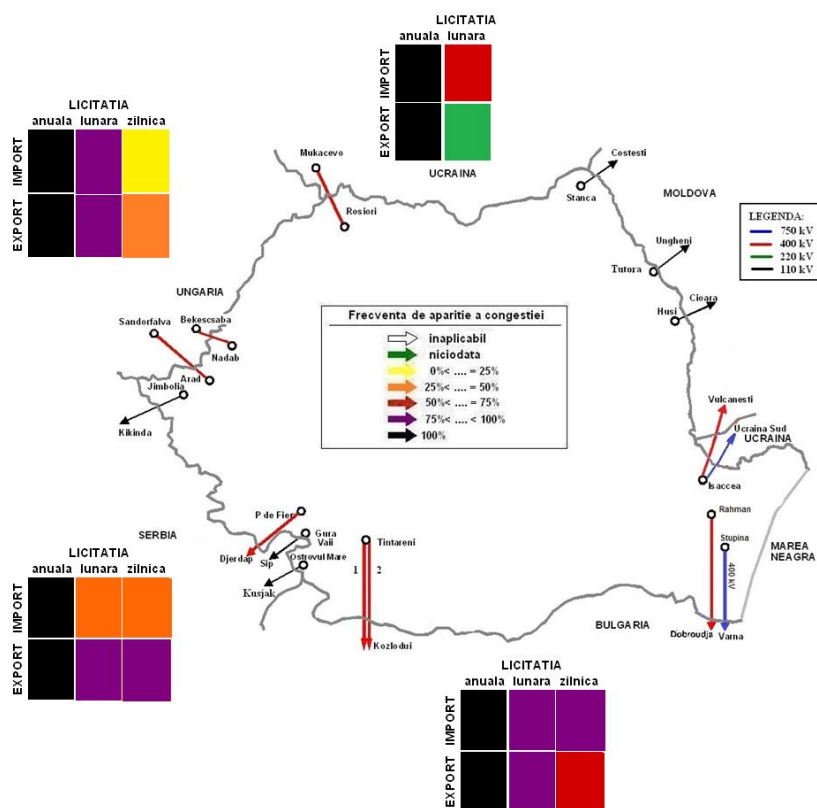 LICITATIA
anuala lunara
IMPORT
EXPORT
LICITATIA
anuala lunara zilnica
IMPORT
EXPORT
Mukacevo
Rosiori
UCRAINA
Costesti
Stanca
MOLDOVA
Ungheni
Tutora
Cioara
Husi
LEGENDA:
750 kV
400 kV
220 kV
110 kV
UNGARIA
Sandorfalva
Bekescsaba
Nadab
Arad
Jimbolia
Kikinda
Frecventa de aparitie a congestiei
inaplicabil
niciodata
0%< .... = 25%
25%< .... = 50%
50%< .... = 75%
75%< .... < 100%
100%
Vulcanesti
Ucraina Sud
UCRAINA
Isaccea
Rahman
Stupina
400 kV
MAREA
NEAGRA
Dobroudja
Varna
SERBIA
P de Fier
Djerdap
Gura
Vaii
Sip
Ostrovul Mare
Kusjak
Tintareni
1 2
Kozlodui
BULGARIA
LICITATIA
anuala lunara zilnica
IMPORT
EXPORT
LICITATIA
anuala lunara zilnica
IMPORT
EXPORT